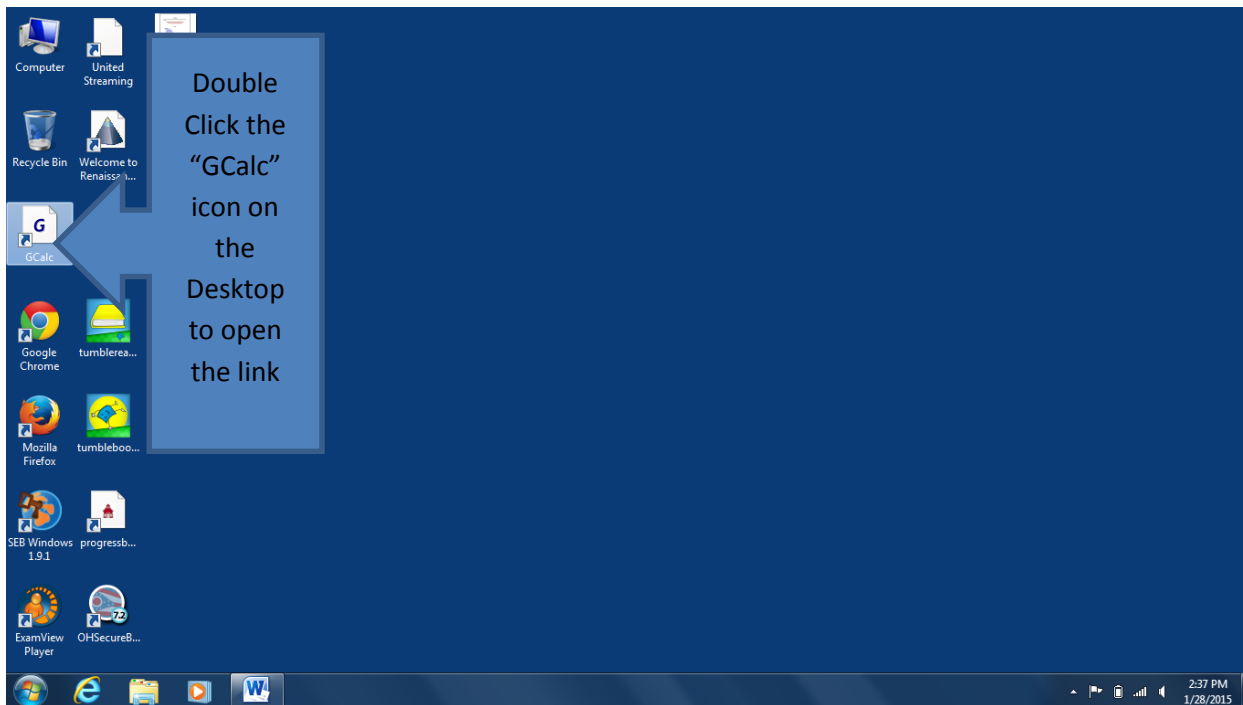 Computer
United
Streaming
Recycle Bin
Welcome to
Renaissan...
G
GCalc
Google
Chrome
tumblerea...
Mozilla
Firefox
tumbleboo...
SEB Windows
1.9.1
progressb...
ExamView
Player
7.2
OHSecureB...
Double
Click the
“GCalc”
icon on
the
Desktop
to open
the link
W
2:37 PM
1/28/2015